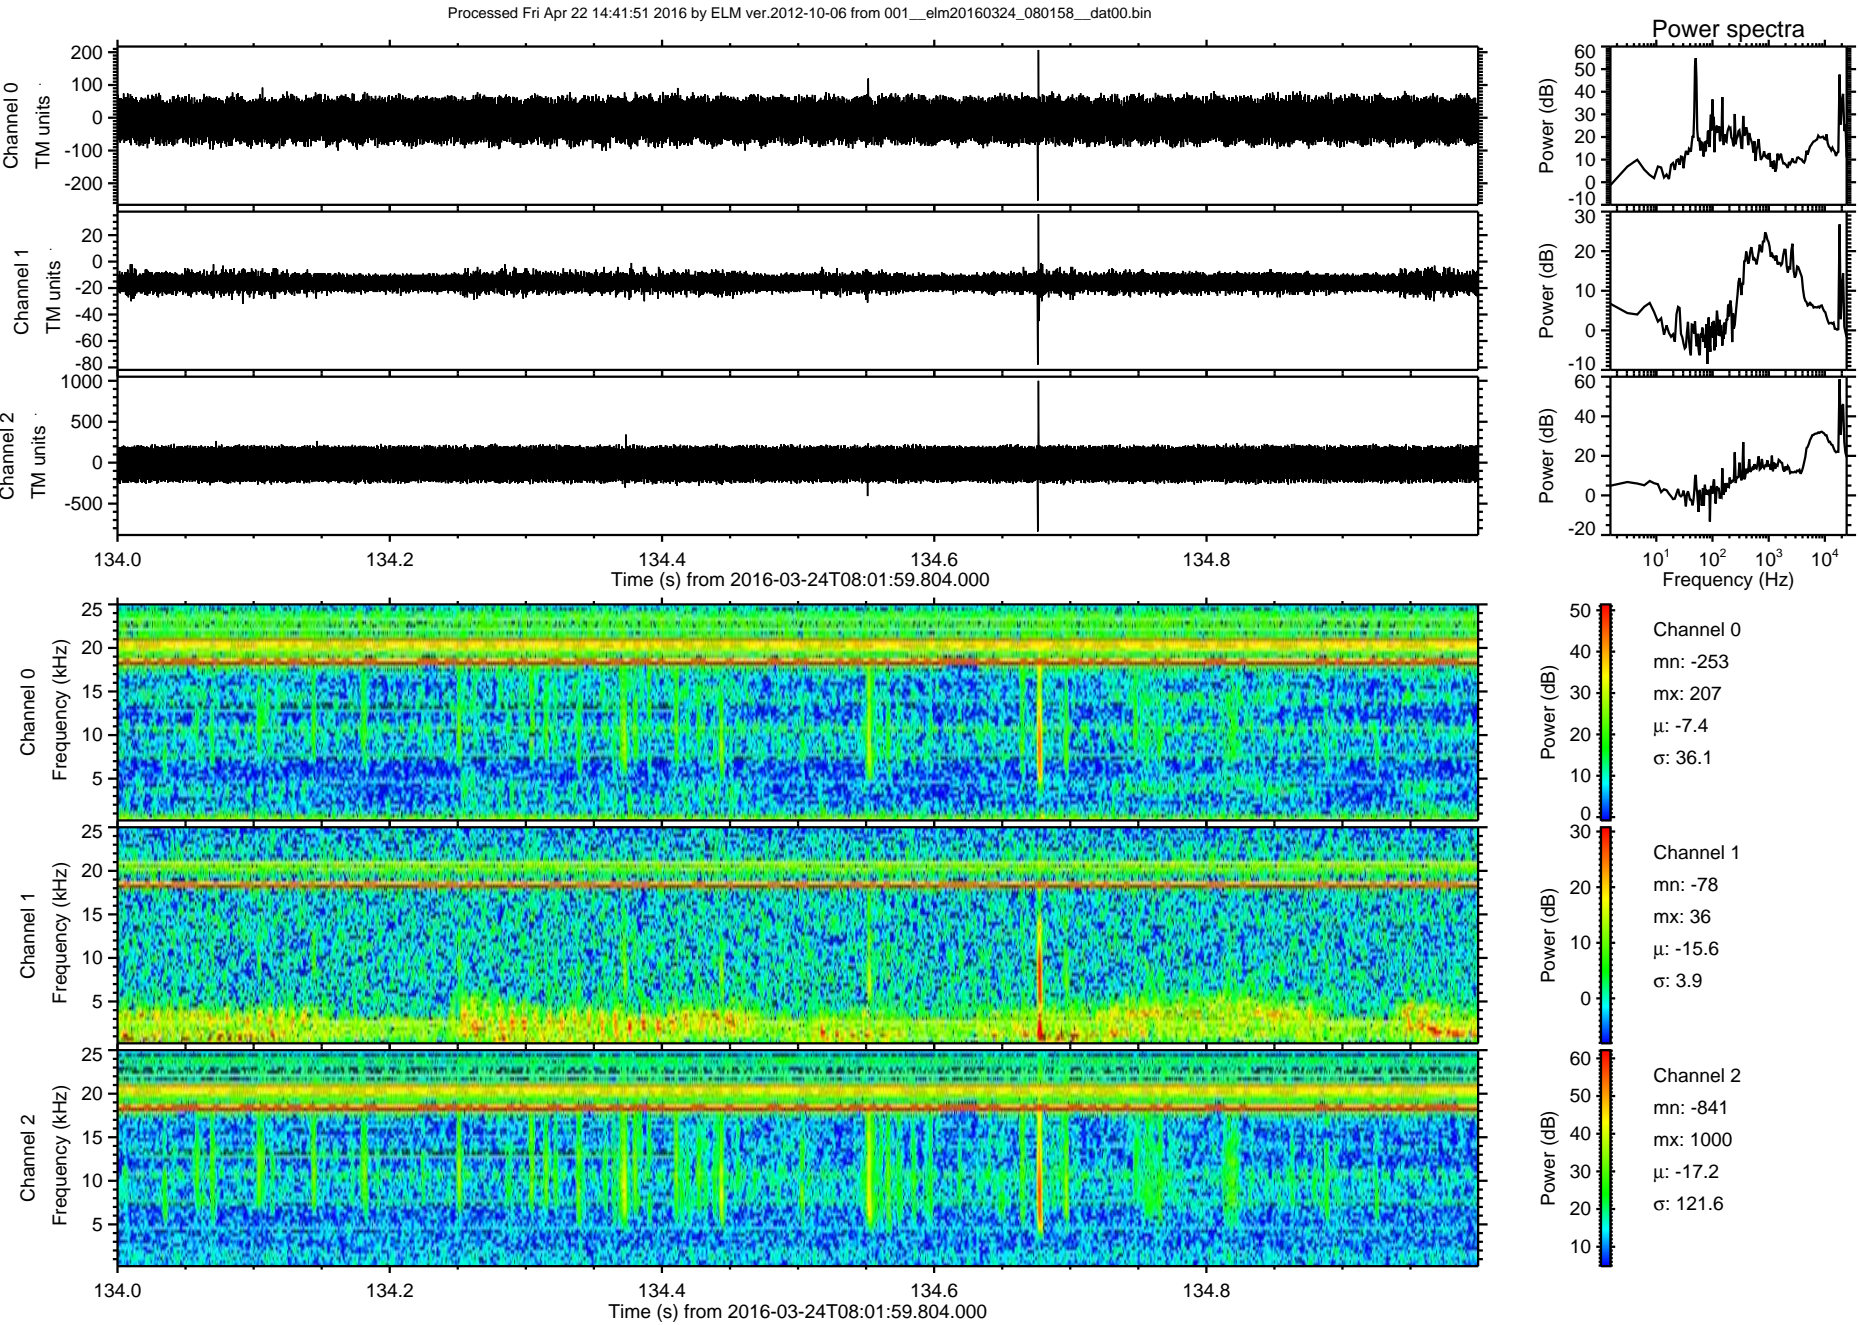 Processed Fri Apr 22 14:41:51 2016 by ELM ver.2012-10-06 from 001__elm20160324_080158__dat00.bin
Power spectra
Channel 0
TM units
200
100
0
-100
-200
Power (dB)
60
50
40
30
20
10
0
-10
Channel 1
TM units
20
0
-20
-40
-60
-80
Power (dB)
30
20
10
0
-10
Channel 2
TM units
1000
500
0
-500
Power (dB)
60
40
20
0
-20
134.0 134.2 134.4 134.6 134.8
Time (s) from 2016-03-24T08:01:59.804.000
10¹ 10² 10³ 10⁴
Frequency (Hz)
Channel 0
Frequency (kHz)
25
20
15
10
5
Power (dB)
50
40
30
20
10
0
Channel 0
mn: -253
mx: 207
μ: -7.4
σ: 36.1
Channel 1
Frequency (kHz)
25
20
15
10
5
Power (dB)
30
20
10
0
Channel 1
mn: -78
mx: 36
μ: -15.6
σ: 3.9
Channel 2
Frequency (kHz)
25
20
15
10
5
Power (dB)
60
50
40
30
20
10
Channel 2
mn: -841
mx: 1000
μ: -17.2
σ: 121.6
134.0 134.2 134.4 134.6 134.8
Time (s) from 2016-03-24T08:01:59.804.000